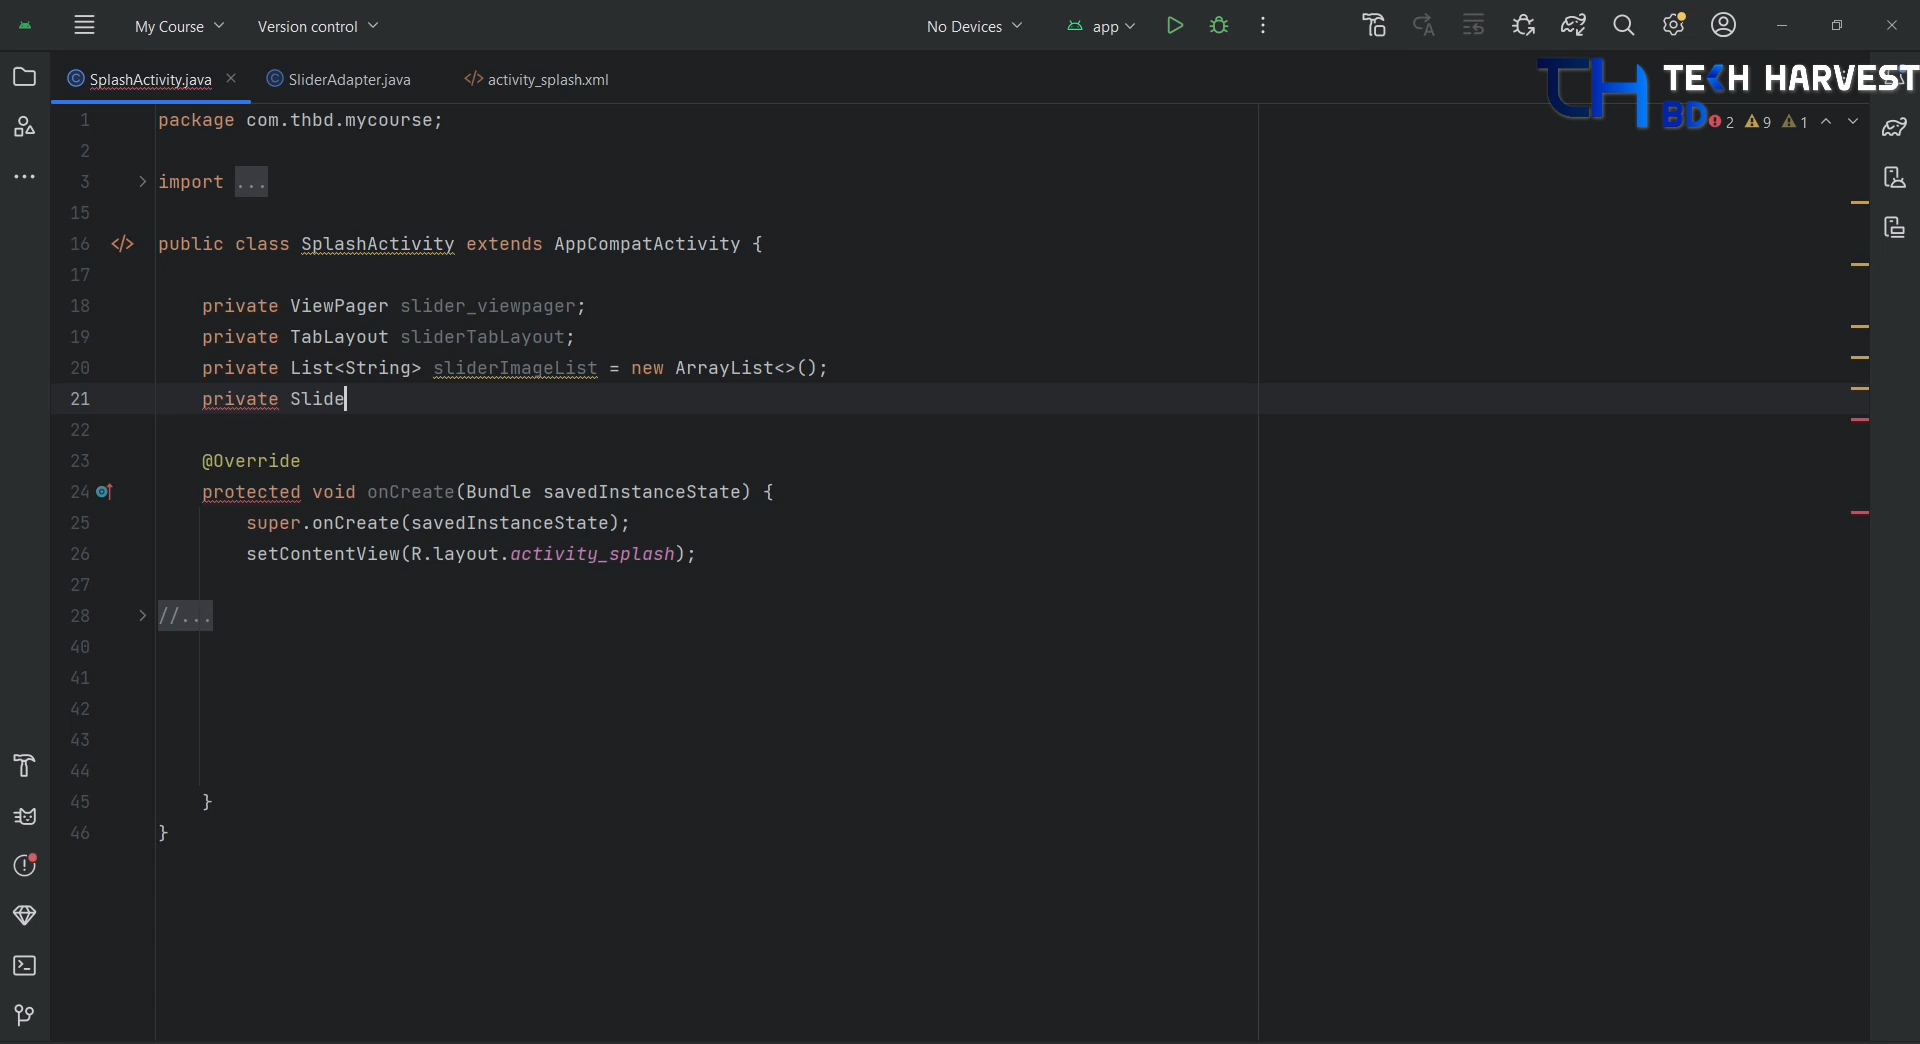 My Course Version control No Devices app
SplashActivity.java SliderAdapter.java activity_splash.xml
TEKH HARVEST
BD
2 9 1
1 package com.thbd.mycourse;
2
3 import ...
15
16 public class SplashActivity extends AppCompatActivity {
17
18 private ViewPager slider_viewpager;
19 private TabLayout sliderTabLayout;
20 private List<String> sliderImageList = new ArrayList<>();
21 private Slide
22
23 @Override
24 protected void onCreate(Bundle savedInstanceState) {
25 super.onCreate(savedInstanceState);
26 setContentView(R.layout.activity_splash);
27
28 //...
40
41
42
43
44
45 }
46 }